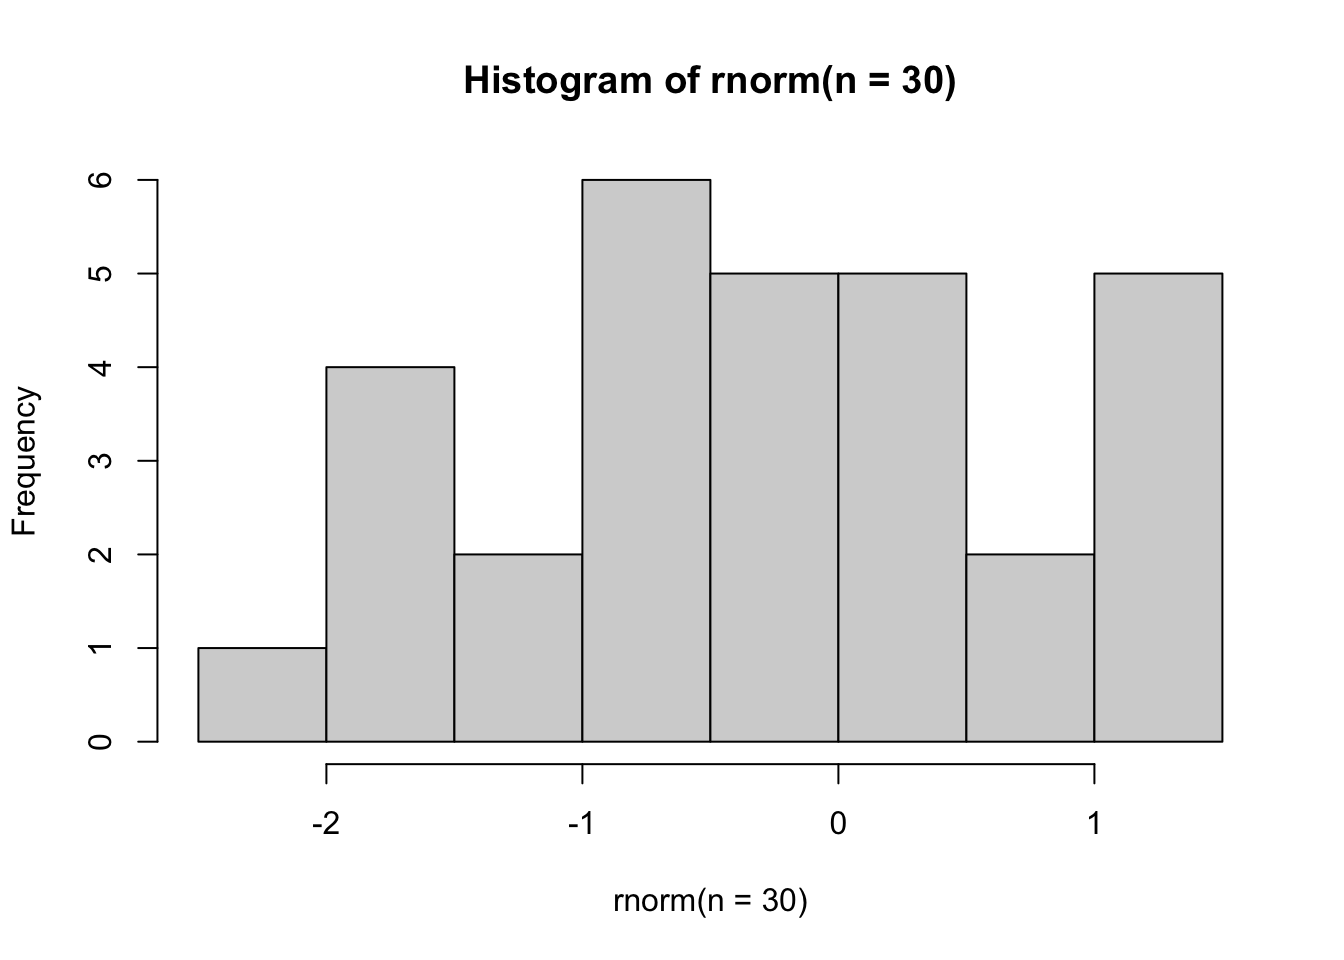 Histogram of rnorm(n = 30)
Frequency
6
5
4
3
2
1
0
-2 -1 0 1
rnorm(n = 30)